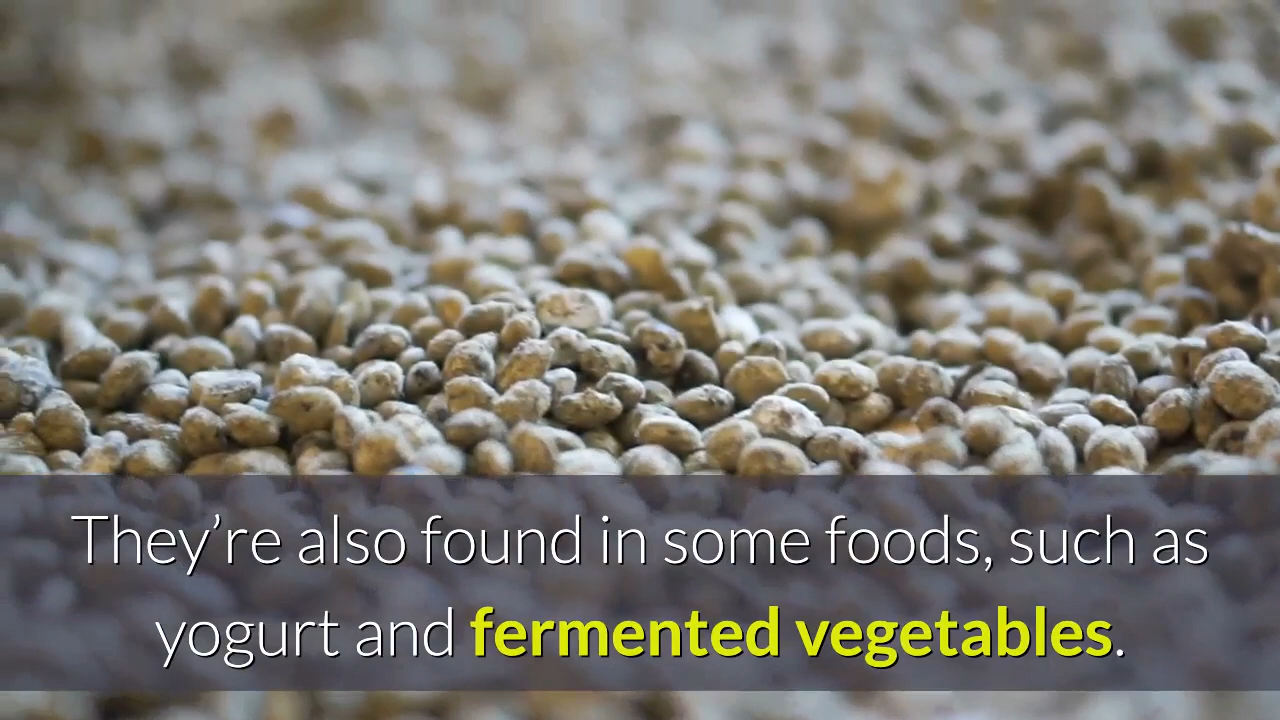 They’re also found in some foods, such as
yogurt and fermented vegetables.